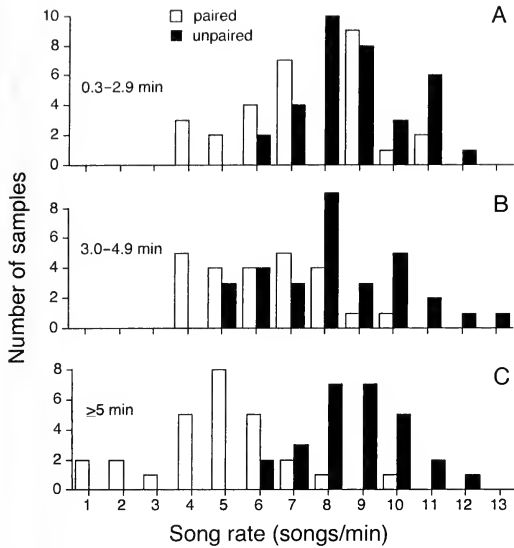 paired
unpaired
A
10
8
6
4
2
0
0.3–2.9 min
B
8
6
4
2
0
3.0–4.9 min
C
8
6
4
2
0
≥5 min
1 2 3 4 5 6 7 8 9 10 11 12 13
Song rate (songs/min)
Number of samples